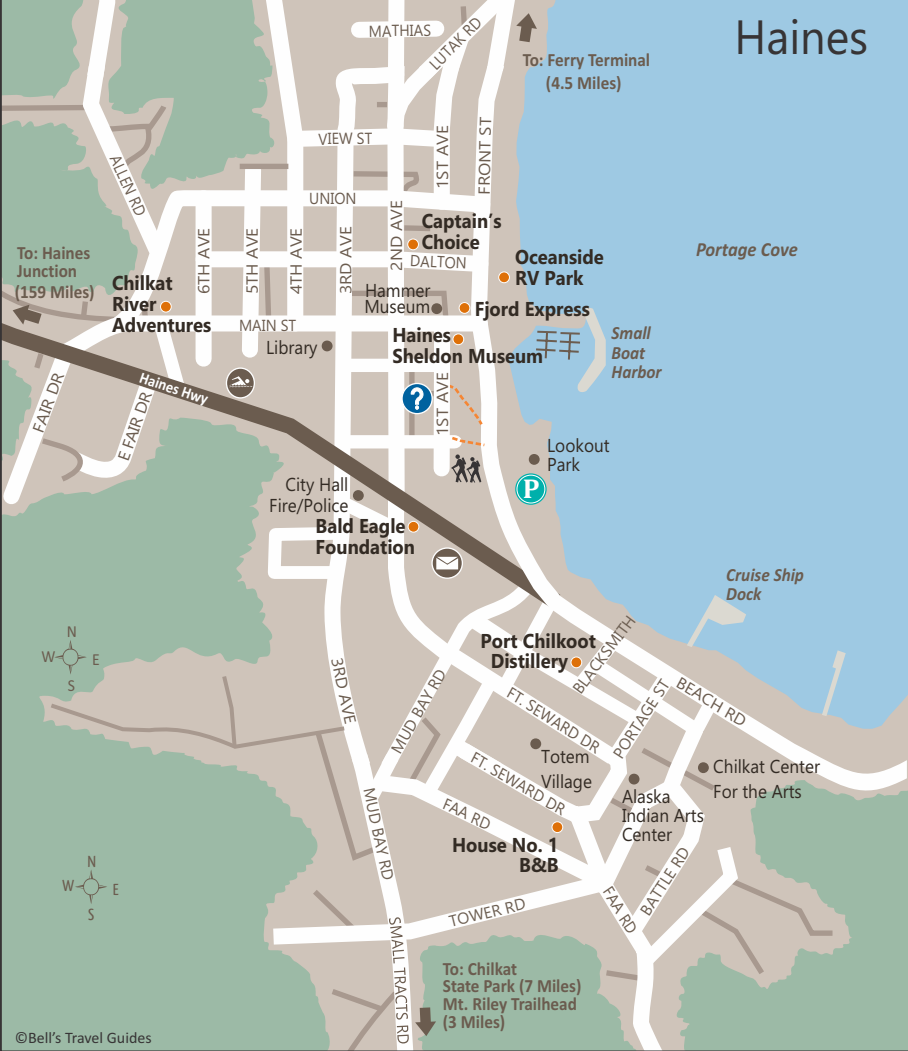 Haines
MATHIAS
LUTAK RD
To: Ferry Terminal
(4.5 Miles)
VIEW ST
1ST AVE
FRONT ST
ALLEN RD
UNION
Captain's
Choice
2ND AVE
DALTON
6TH AVE
5TH AVE
4TH AVE
3RD AVE
Portage Cove
To: Haines
Junction
(159 Miles)
Oceanside
RV Park
Chilkat
River
Adventures
Hammer
Museum
Fjord Express
MAIN ST
Library
Haines
Sheldon Museum
Small
Boat
Harbor
Haines Hwy
FAIR DR
E FAIR DR
?
1ST AVE
Lookout
Park
P
City Hall
Fire/Police
Bald Eagle
Foundation
Cruise Ship
Dock
N
W
E
S
Port Chilkoot
Distillery
BLACKSMITH
3RD AVE
MUD BAY RD
FT. SEWARD DR
PORTAGE ST
BEACH RD
Totem
Village
FT. SEWARD DR
Chilkat Center
For the Arts
Alaska
Indian Arts
Center
MUD BAY RD
FAA RD
House No. 1
B&B
N
W
E
S
TOWER RD
FAA RD
BATTLE RD
SMALL TRACTS RD
To: Chilkat
State Park (7 Miles)
Mt. Riley Trailhead
(3 Miles)
©Bell's Travel Guides